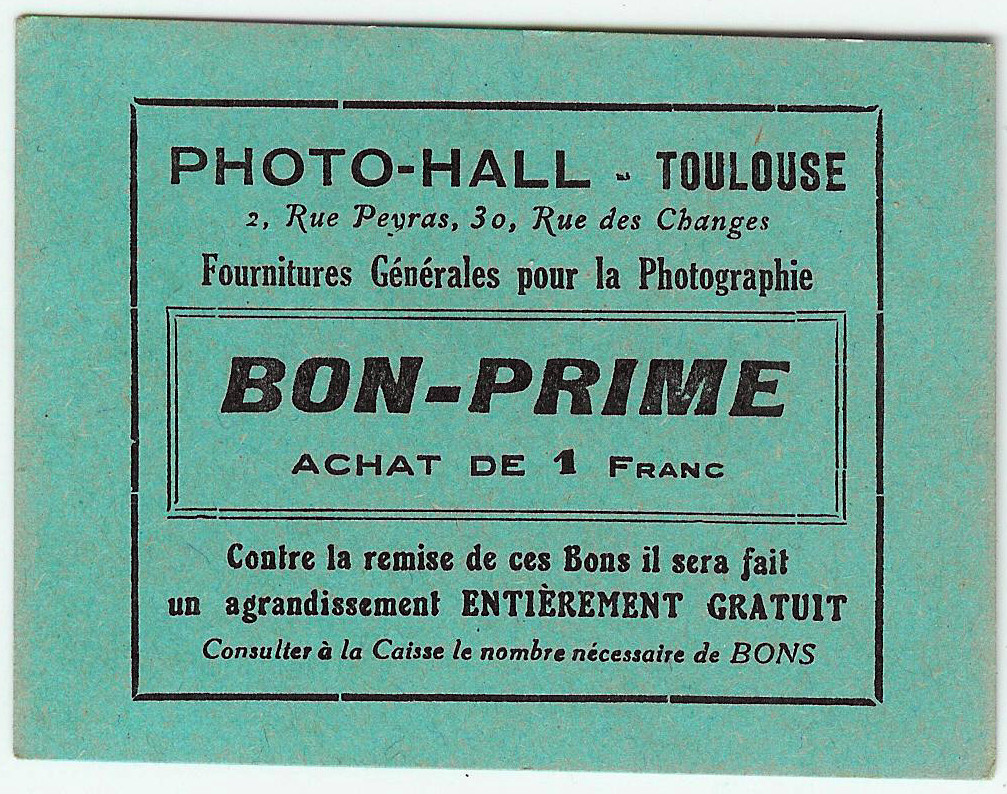 PHOTO-HALL - TOULOUSE
2, Rue Peyras, 30, Rue des Changes
Fournitures Générales pour la Photographie
BON-PRIME
ACHAT DE 1 FRANC
Contre la remise de ces Bons il sera fait
un agrandissement ENTIÈREMENT GRATUIT
Consulter à la Caisse le nombre nécessaire de BONS